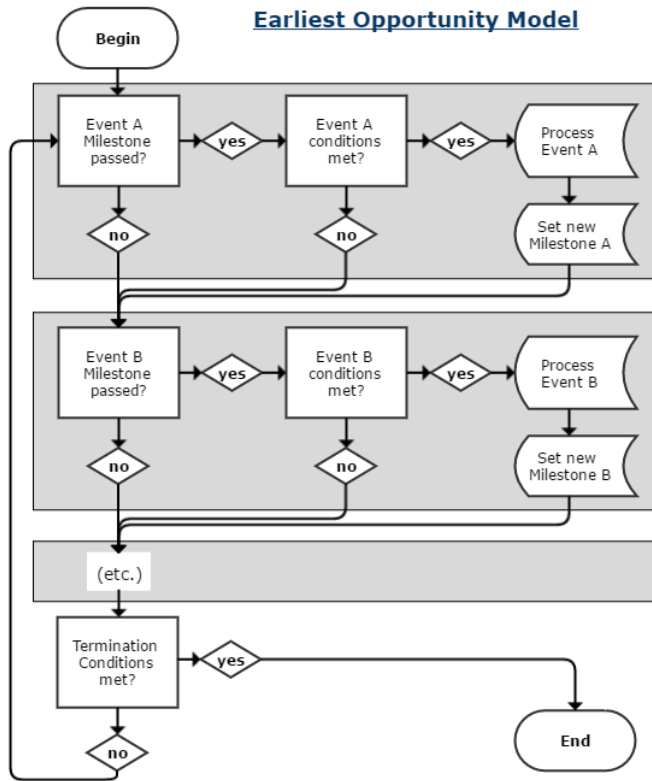 Earliest Opportunity Model
Begin
Event A
Milestone
passed?
yes
Event A
conditions
met?
yes
Process
Event A
no
no
Set new
Milestone A
Event B
Milestone
passed?
yes
Event B
conditions
met?
yes
Process
Event B
no
no
Set new
Milestone B
(etc.)
Termination
Conditions
met?
yes
no
End